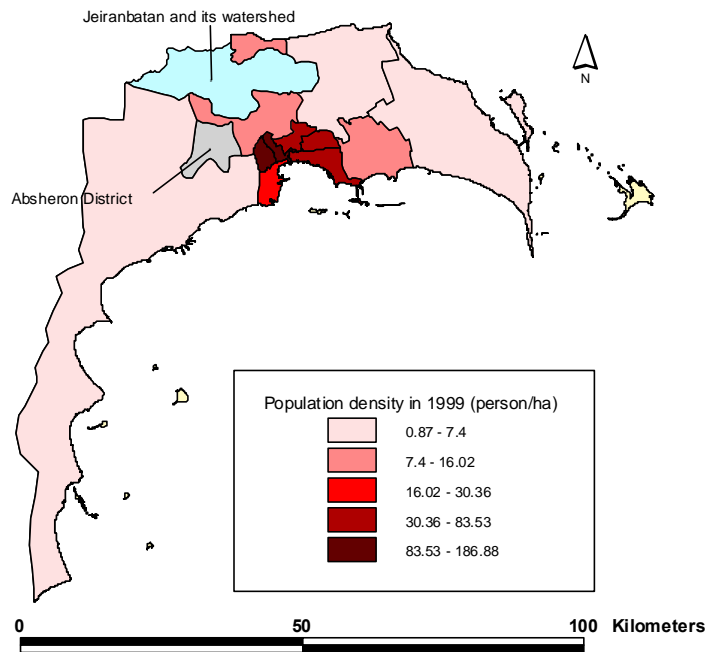 Jeiranbatan and its watershed
N
Absheron District
Population density in 1999 (person/ha)
0.87 - 7.4
7.4 - 16.02
16.02 - 30.36
30.36 - 83.53
83.53 - 186.88
0 50 100 Kilometers